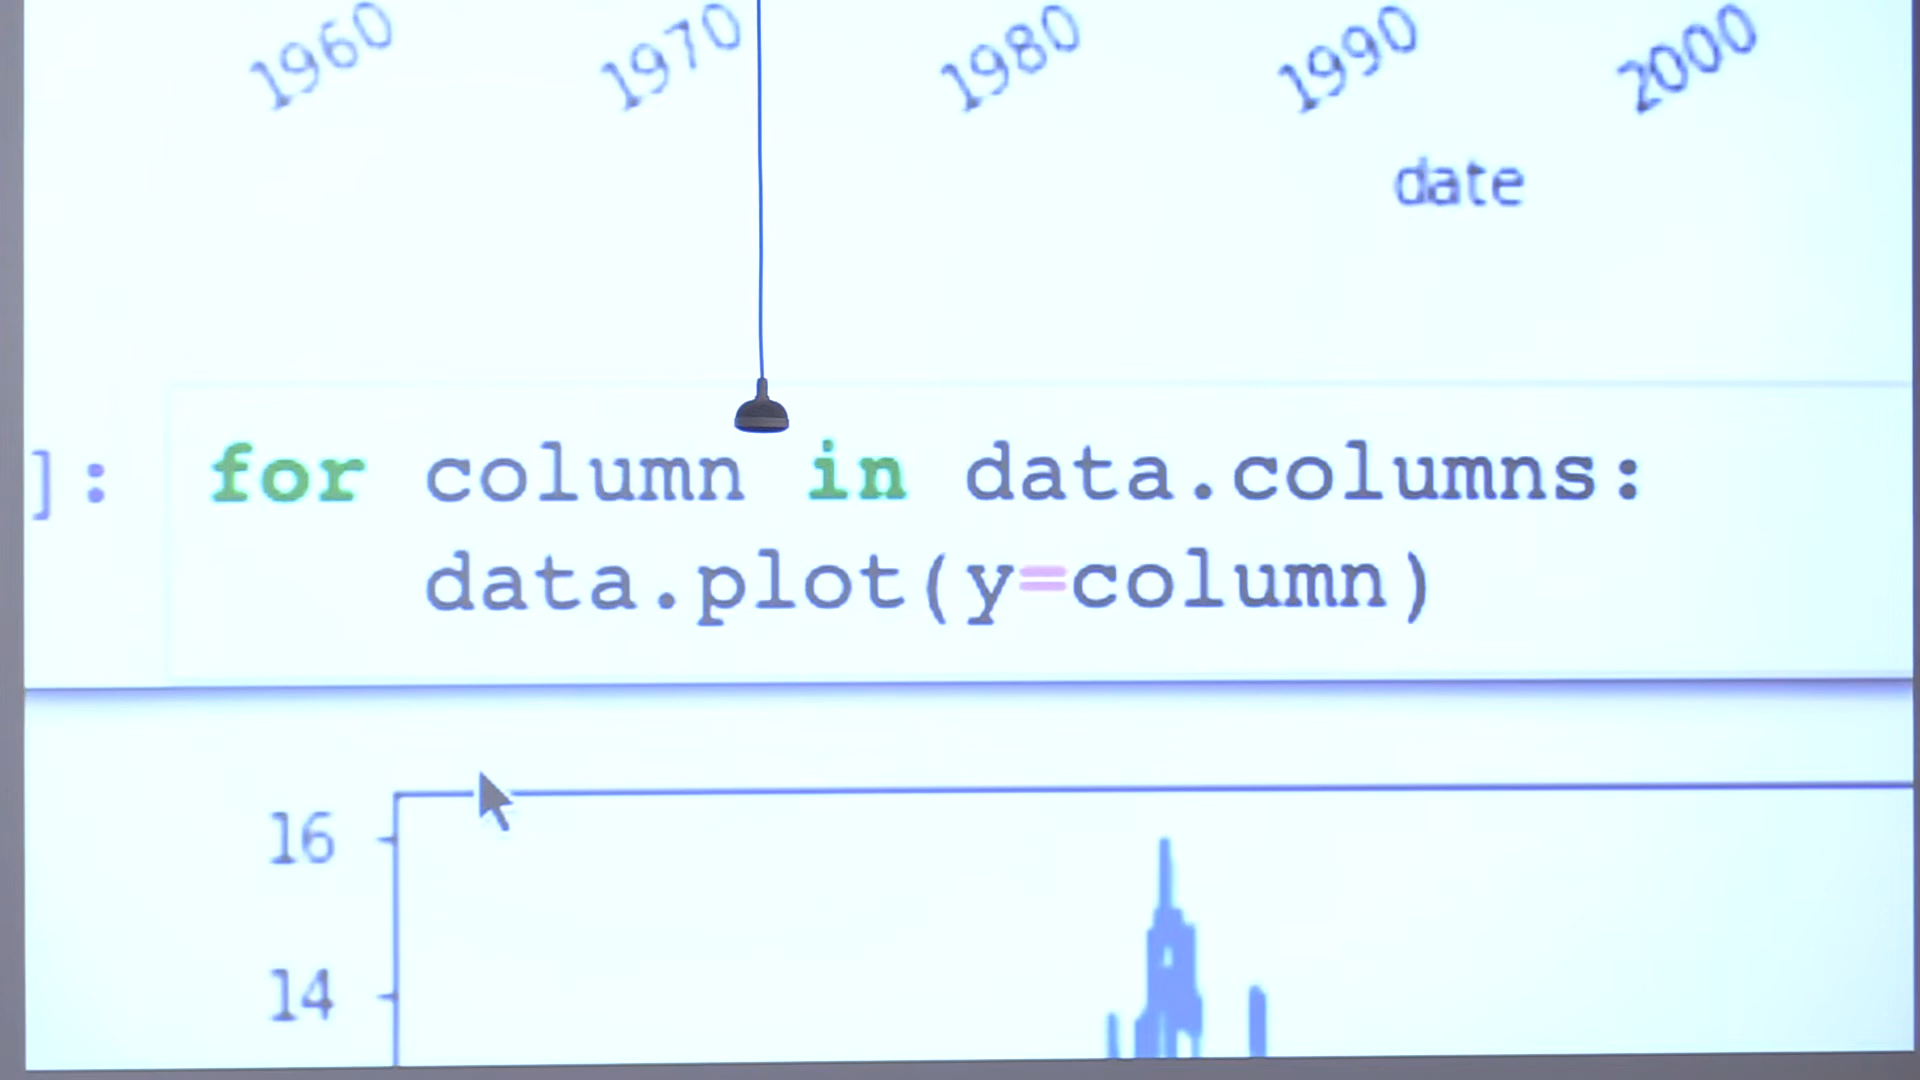 1960 1970 1980 1990 2000
date
]: for column in data.columns:
data.plot(y=column)
16
14